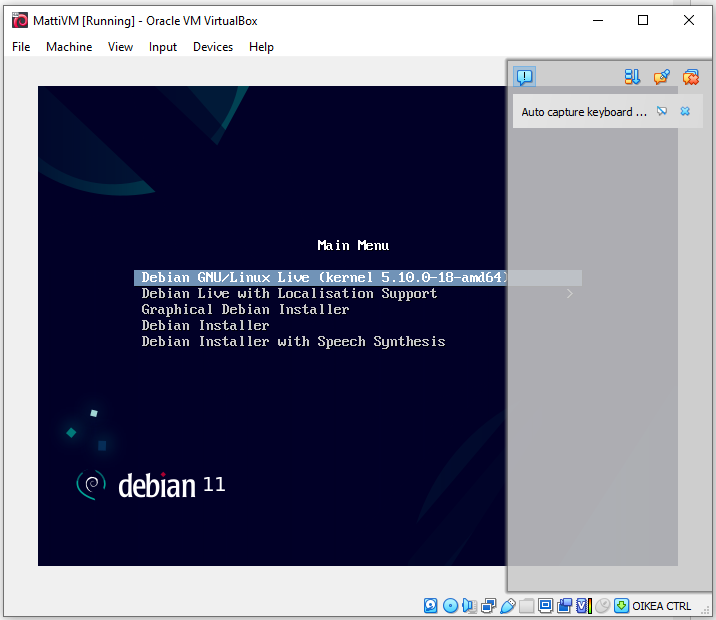 MattiVM [Running] - Oracle VM VirtualBox
File Machine View Input Devices Help
Auto capture keyboard ...
Main Menu
Debian GNU/Linux Live (kernel 5.10.0-18-amd64)
Debian Live with Localisation Support
Graphical Debian Installer
Debian Installer
Debian Installer with Speech Synthesis
debian 11
OIKEA CTRL